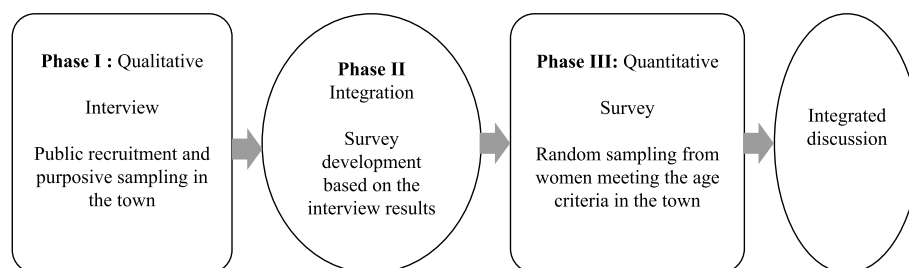 Phase I : Qualitative
Interview
Public recruitment and
purposive sampling in
the town
Phase II
Integration
Survey
development
based on the
interview results
Phase III: Quantitative
Survey
Random sampling from
women meeting the age
criteria in the town
Integrated
discussion